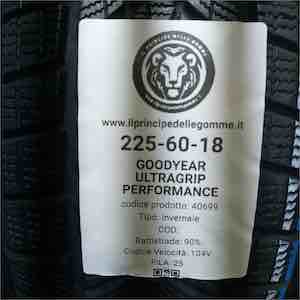 www.ilprincipedellegomme.it
225-60-18
GOODYEAR
ULTRAGRIP
PERFORMANCE
codice prodotto: 40699
Tipo: Invernale
COD:
Battistrada: 90%
Codice Velocità: 104V
PILA: 25